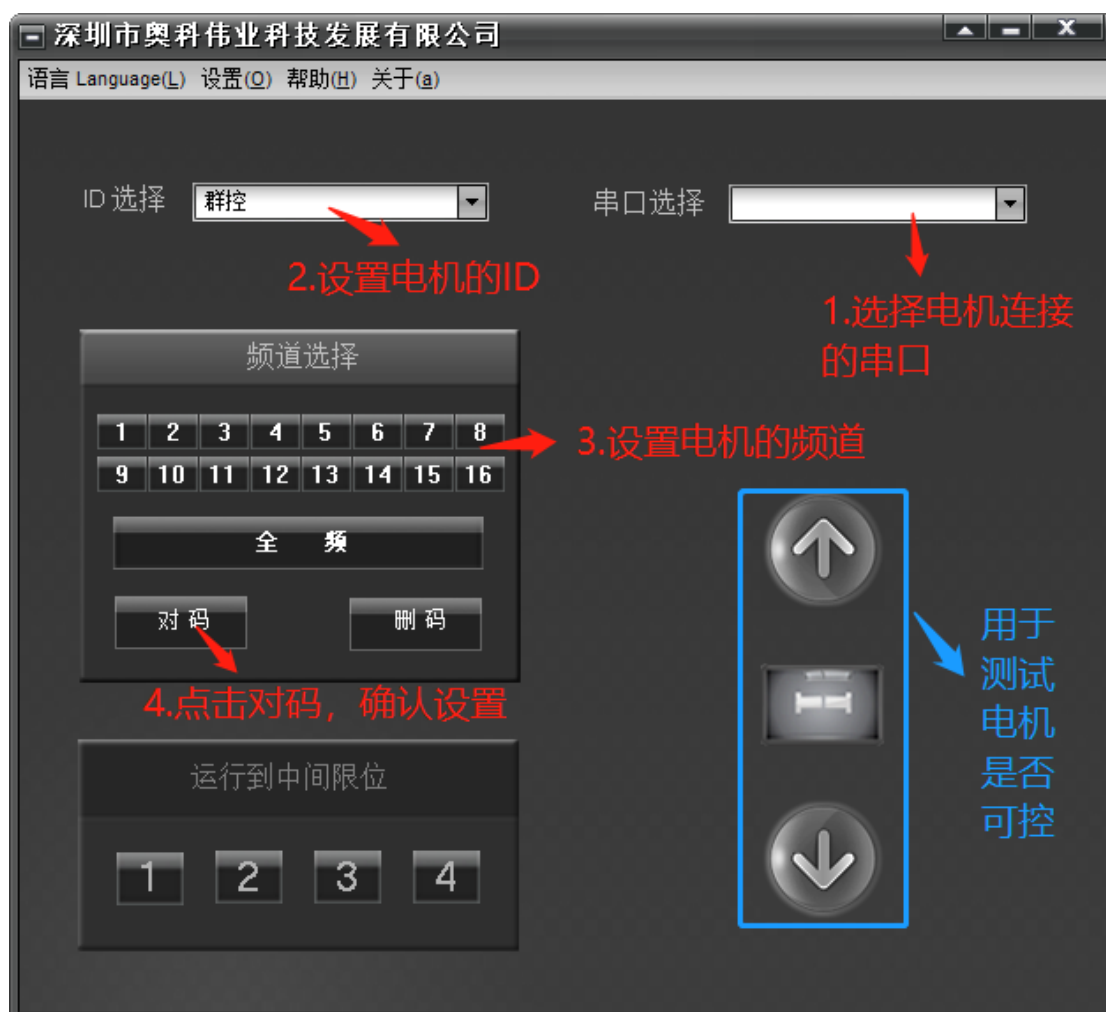 深圳市奥科伟业科技发展有限公司
语言 Language(L) 设置(O) 帮助(H) 关于(a)
ID 选择 群控 串口选择
2.设置电机的ID
1.选择电机连接
的串口
频道选择
1 2 3 4 5 6 7 8
3.设置电机的频道
9 10 11 12 13 14 15 16
全 频
对 码 删 码
4.点击对码，确认设置
用于
测试
电机
是否
可控
运行到中间限位
1 2 3 4